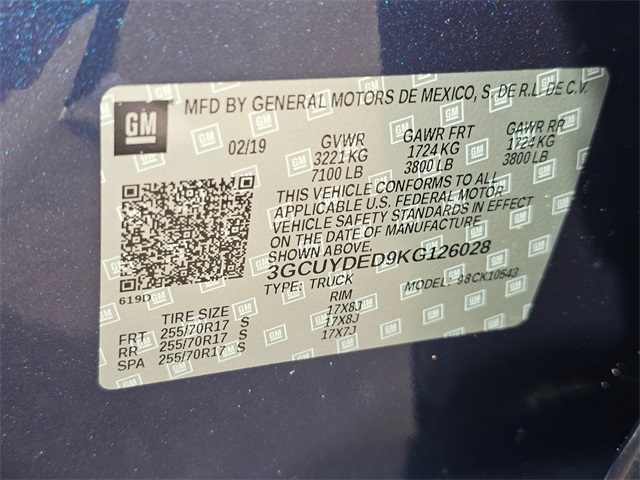 GM
MFD BY GENERAL MOTORS DE MEXICO, S. DE R.L. DE C.V.
02/19 GVWR GAWR FRT GAWR RR
3221 KG 1724 KG 1724 KG
7100 LB 3800 LB 3800 LB
THIS VEHICLE CONFORMS TO ALL
APPLICABLE U.S. FEDERAL MOTOR
VEHICLE SAFETY STANDARDS IN EFFECT
ON THE DATE OF MANUFACTURE
SHOWN ABOVE.
3GCUYDED9KG126028
619D
TYPE: TRUCK MODEL: 98CK10543
TIRE SIZE RIM
FRT 255/70R17 S 17X8J
RR 255/70R17 S 17X8J
SPA 255/70R17 S 17X7J